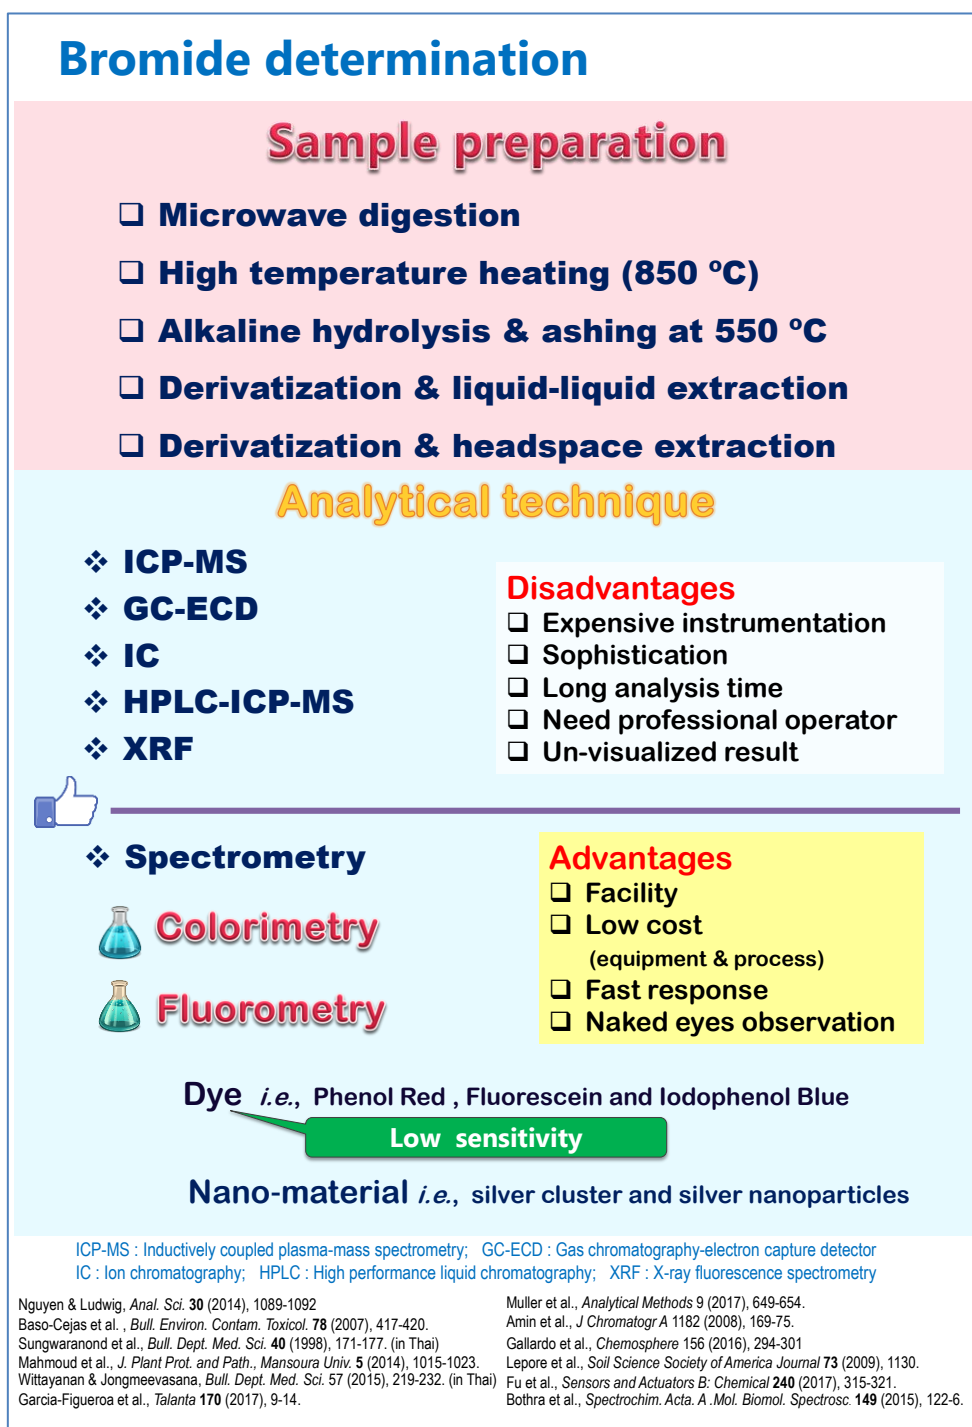 Bromide determination
Sample preparation
❑ Microwave digestion
❑ High temperature heating (850 ºC)
❑ Alkaline hydrolysis & ashing at 550 ºC
❑ Derivatization & liquid-liquid extraction
❑ Derivatization & headspace extraction
Analytical technique
❖ ICP-MS
❖ GC-ECD
❖ IC
❖ HPLC-ICP-MS
❖ XRF
Disadvantages
❑ Expensive instrumentation
❑ Sophistication
❑ Long analysis time
❑ Need professional operator
❑ Un-visualized result
❖ Spectrometry
Colorimetry
Fluorometry
Advantages
❑ Facility
❑ Low cost
(equipment & process)
❑ Fast response
❑ Naked eyes observation
Dye i.e., Phenol Red , Fluorescein and Iodophenol Blue
Low sensitivity
Nano-material i.e., silver cluster and silver nanoparticles
ICP-MS : Inductively coupled plasma-mass spectrometry; GC-ECD : Gas chromatography-electron capture detector
IC : Ion chromatography; HPLC : High performance liquid chromatography; XRF : X-ray fluorescence spectrometry
Nguyen & Ludwig, Anal. Sci. 30 (2014), 1089-1092
Baso-Cejas et al. , Bull. Environ. Contam. Toxicol. 78 (2007), 417-420.
Sungwaranond et al., Bull. Dept. Med. Sci. 40 (1998), 171-177. (in Thai)
Mahmoud et al., J. Plant Prot. and Path., Mansoura Univ. 5 (2014), 1015-1023.
Wittayanan & Jongmeevasana, Bull. Dept. Med. Sci. 57 (2015), 219-232. (in Thai)
Garcia-Figueroa et al., Talanta 170 (2017), 9-14.
Muller et al., Analytical Methods 9 (2017), 649-654.
Amin et al., J Chromatogr A 1182 (2008), 169-75.
Gallardo et al., Chemosphere 156 (2016), 294-301
Lepore et al., Soil Science Society of America Journal 73 (2009), 1130.
Fu et al., Sensors and Actuators B: Chemical 240 (2017), 315-321.
Bothra et al., Spectrochim. Acta. A .Mol. Biomol. Spectrosc. 149 (2015), 122-6.